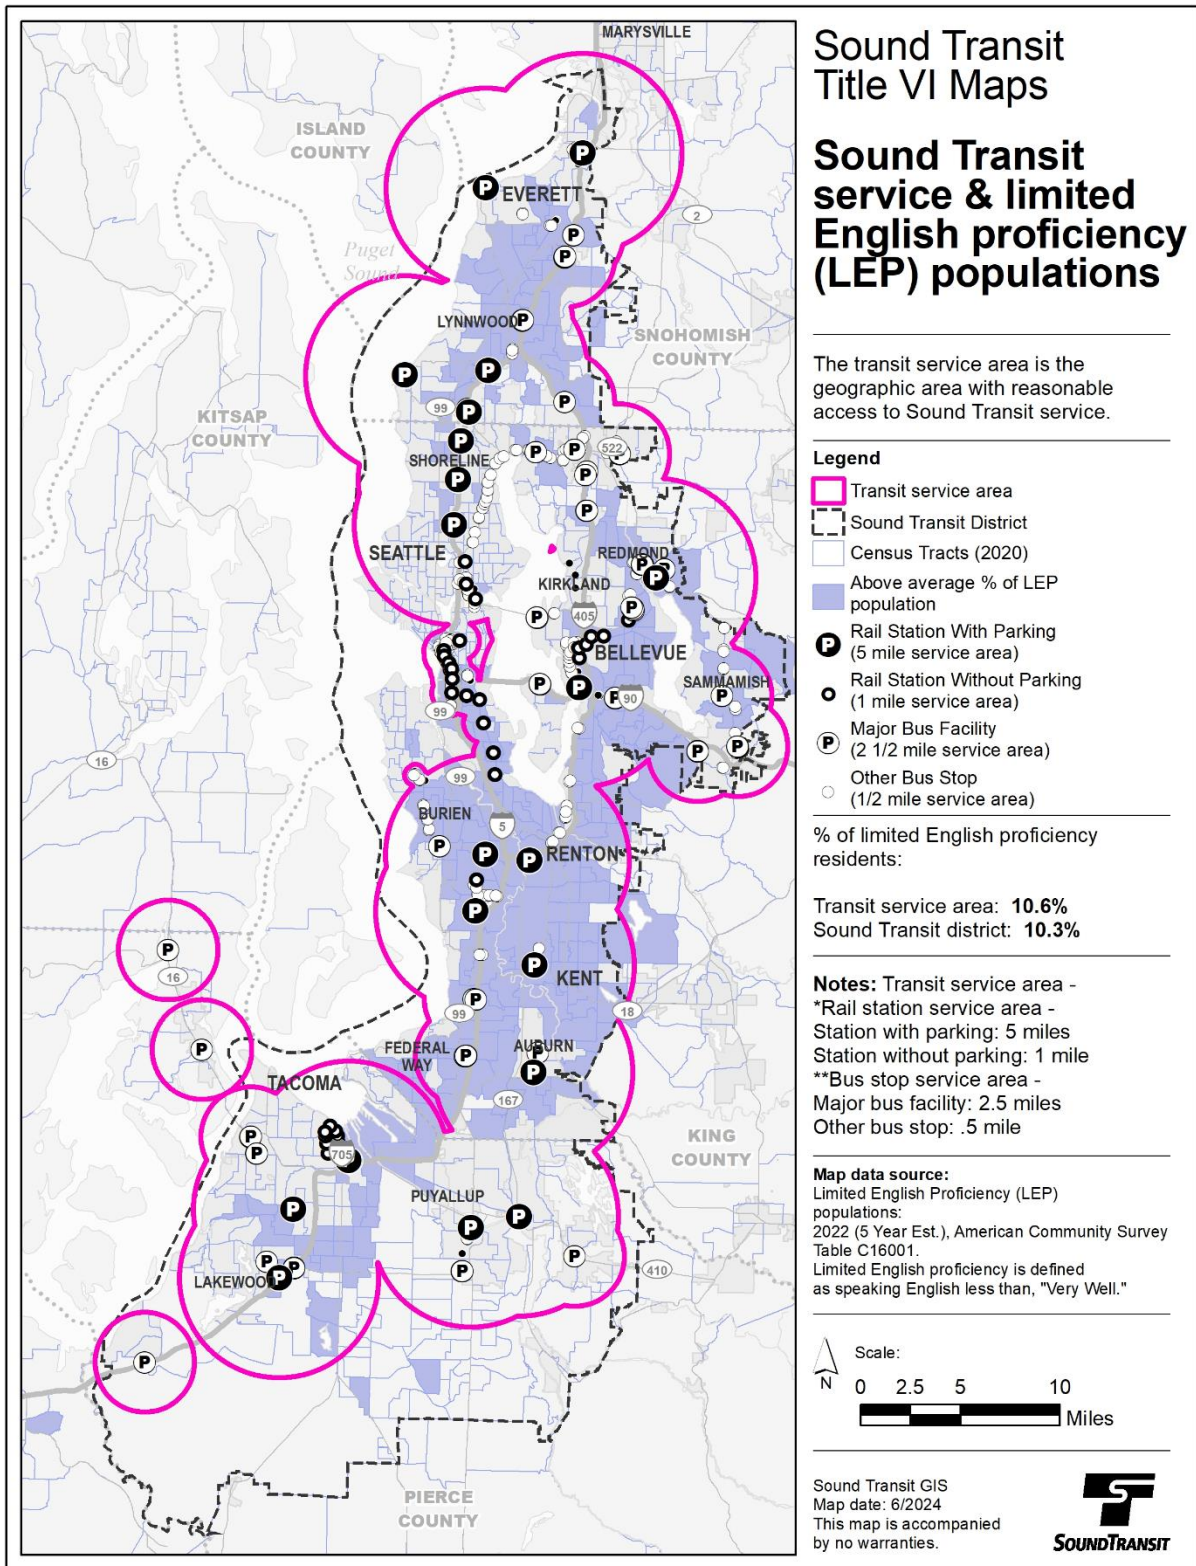 MARYSVILLE
ISLAND
COUNTY
EVERETT
2
Puget
Sound
LYNNWOOD
SNOHOMISH
COUNTY
KITSAP
COUNTY
99
SHORELINE
522
SEATTLE
REDMOND
KIRKLAND
405
BELLEVUE
SAMMAMISH
90
99
16
99
BURIEN
5
RENTON
16
KENT
99
18
FEDERAL
WAY
AUBURN
TACOMA
167
705
KING
COUNTY
PUYALLUP
LAKEWOOD
410
PIERCE
COUNTY
Sound Transit
Title VI Maps
Sound Transit
service & limited
English proficiency
(LEP) populations
The transit service area is the
geographic area with reasonable
access to Sound Transit service.
Legend
Transit service area
Sound Transit District
Census Tracts (2020)
Above average % of LEP
population
P
Rail Station With Parking
(5 mile service area)
Rail Station Without Parking
(1 mile service area)
P
Major Bus Facility
(2 1/2 mile service area)
Other Bus Stop
(1/2 mile service area)
% of limited English proficiency
residents:
Transit service area: 10.6%
Sound Transit district: 10.3%
Notes: Transit service area -
*Rail station service area -
Station with parking: 5 miles
Station without parking: 1 mile
**Bus stop service area -
Major bus facility: 2.5 miles
Other bus stop: .5 mile
Map data source:
Limited English Proficiency (LEP)
populations:
2022 (5 Year Est.), American Community Survey
Table C16001.
Limited English proficiency is defined
as speaking English less than, "Very Well."
N
Scale:
0 2.5 5 10
Miles
Sound Transit GIS
Map date: 6/2024
This map is accompanied
by no warranties.
SOUNDTRANSIT